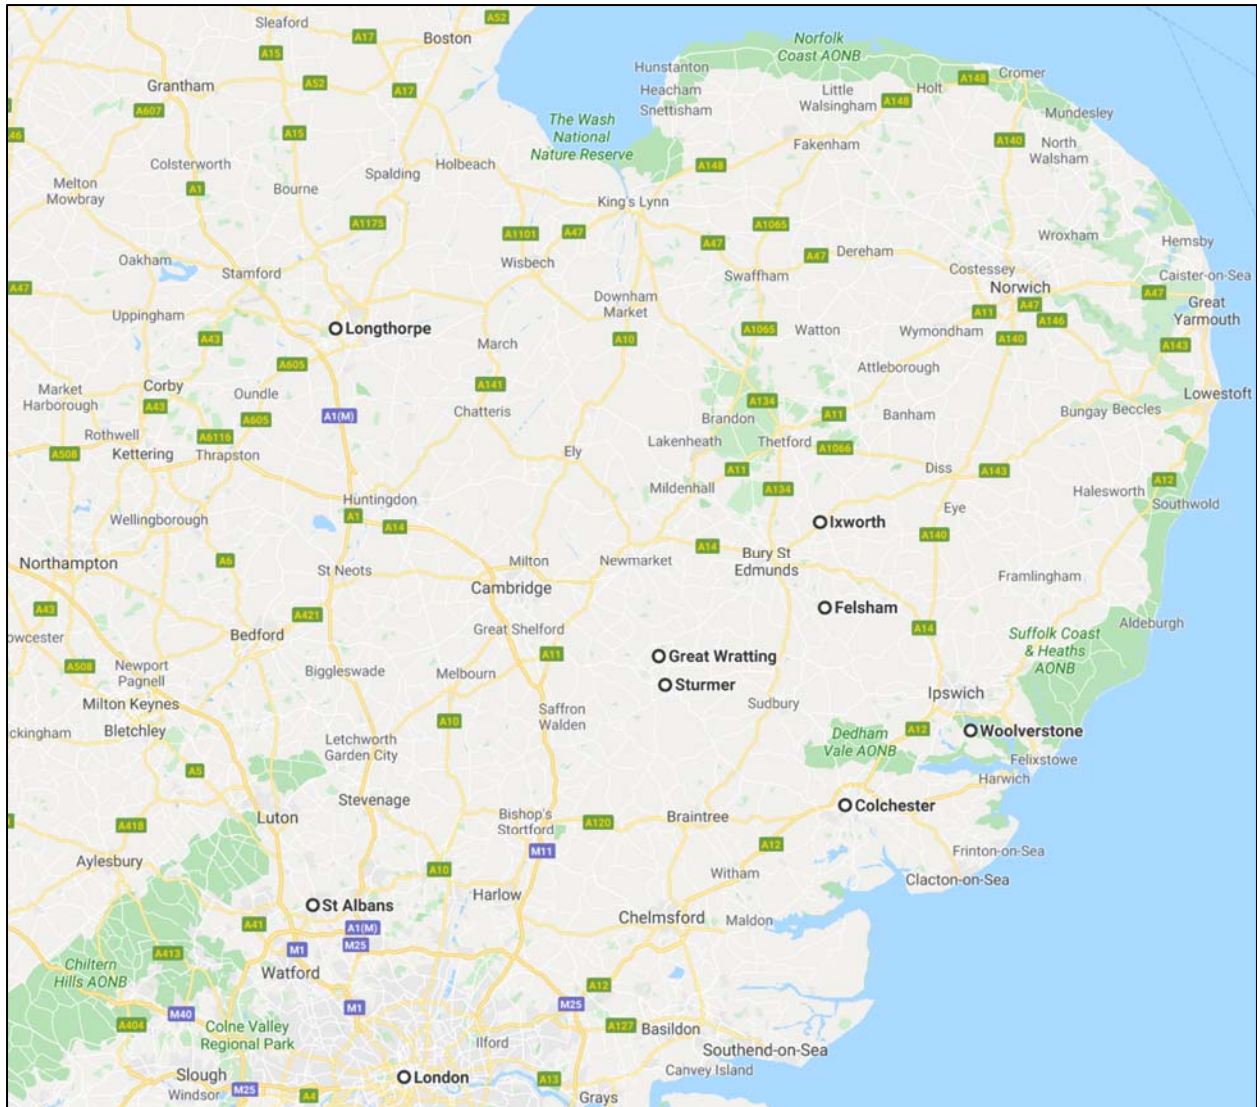 Sleaford
A52
A17
Boston
A15
Norfolk
Coast AONB
Hunstanton
Cromer
A148
Grantham
A52
A17
Heacham
Little
Walsingham
Holt
A607
Snettisham
A148
Mundesley
The Wash
National
Nature Reserve
46
A15
A140
North
Walsham
Fakenham
Colsterworth
Spalding
Holbeach
A148
Melton
Mowbray
A1
Bourne
King's Lynn
A1175
A1101
A47
A1065
Wroxham
Hemsby
A47
A47
Dereham
Oakham
Stamford
Wisbech
Swaffham
Costessey
Caister-on-Sea
A47
Norwich
A47
Downham
Market
A47
Great
Yarmouth
Uppingham
A11
A146
Longthorpe
A1065
Watton
Wymondham
A43
A10
A140
A143
March
A605
Attleborough
Market
Harborough
Corby
Oundle
A141
Lowestoft
A43
A605
A1(M)
Chatteris
A134
A11
Banham
Bungay
Beccles
Brandon
Rothwell
A6116
Lakenheath
Thetford
A1066
A508
Kettering
Thrapston
Ely
A11
Diss
A143
A12
Mildenhall
A134
Halesworth
Huntingdon
Southwold
Wellingborough
A1
A14
Ixworth
Eye
A140
A6
Northampton
St Neots
Milton
Newmarket
A14
Bury St
Edmunds
Framlingham
Cambridge
A43
A421
Felsham
Aldeburgh
owcester
Bedford
Great Shelford
A14
Suffolk Coast
& Heaths
AONB
A508
Newport
Pagnell
Biggleswade
Melbourn
A11
Great Wratting
Sturmer
Ipswich
Milton Keynes
Saffron
Walden
Sudbury
Bletchley
A10
ckingham
Letchworth
Garden City
Dedham
Vale AONB
A12
Woolverstone
Felixstowe
A5
Harwich
Stevenage
Colchester
Luton
Bishop's
Stortford
A120
Braintree
A418
M11
A12
Frinton-on-Sea
Aylesbury
A10
Witham
Clacton-on-Sea
Harlow
St Albans
Chelmsford
Maldon
A41
A1(M)
M25
M1
A413
Chiltern
Hills AONB
Watford
A12
M40
M1
M25
A404
Colne Valley
Regional Park
Ilford
A127
Basildon
Southend-on-Sea
Slough
London
A13
Canvey Island
Windsor
M25
A4
Grays